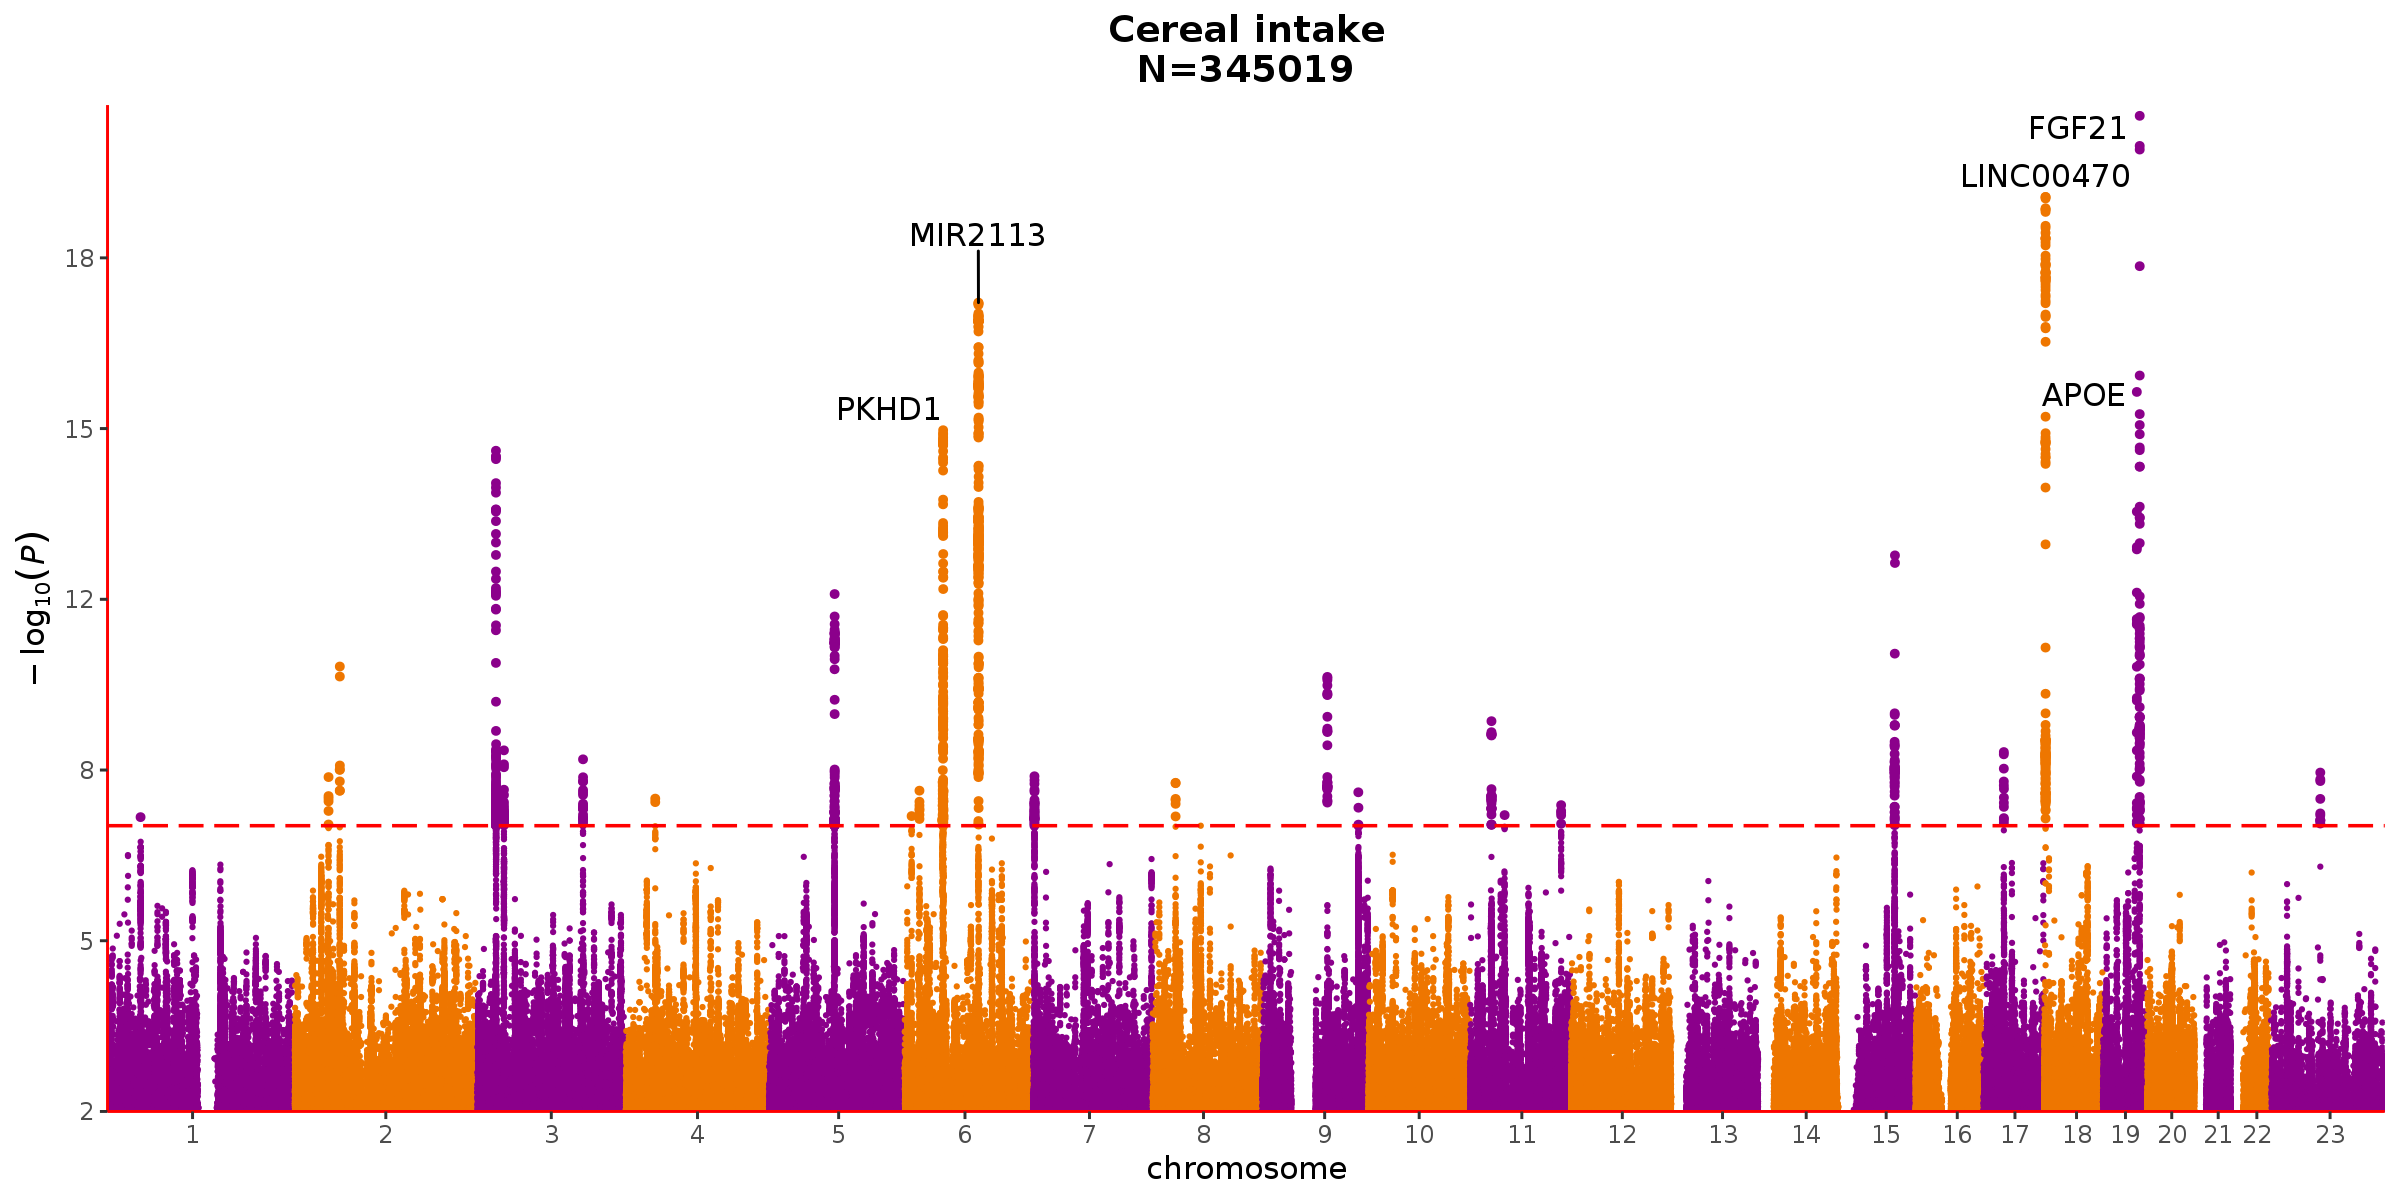 Cereal intake
N=345019
FGF21
LINC00470
MIR2113
PKHD1
APOE
−log10(P)
18
15
12
8
5
2
1 2 3 4 5 6 7 8 9 10 11 12 13 14 15 16 17 18 19 20 21 22 23
chromosome